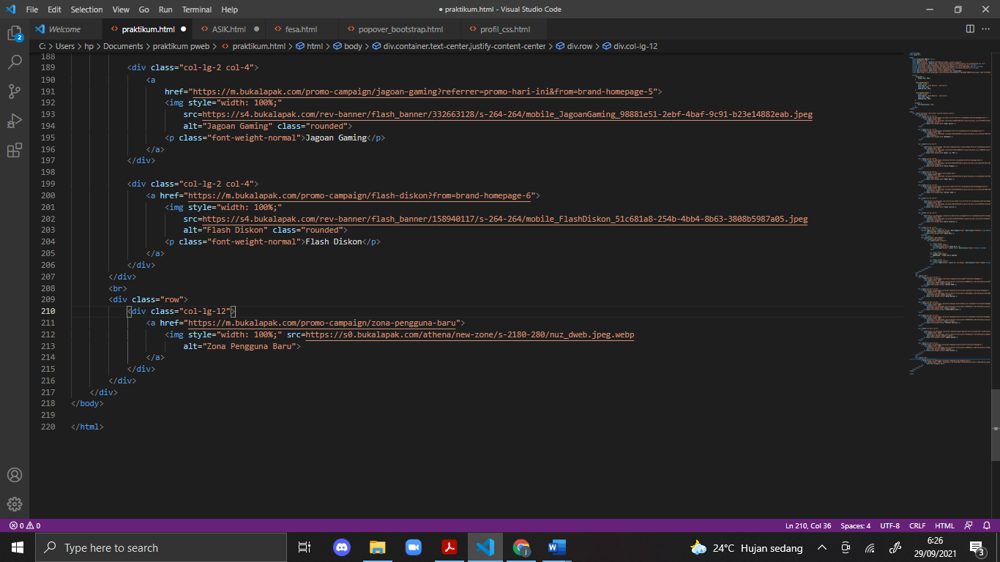 File Edit Selection View Go Run Terminal Help
● praktikum.html - Visual Studio Code
Welcome
praktikum.html
ASIK.html
fesa.html
popover_bootstrap.html
profil_css.html
C: > Users > hp > Documents > praktikum pweb > praktikum.html > html > body > div.container.text-center.justify-content-center > div.row > div.col-lg-12
2
188
189 <div class="col-lg-2 col-4">
190 <a
191 href="https://m.bukalapak.com/promo-campaign/jagoan-gaming?referrer=promo-hari-ini&from=brand-homepage-5">
192 <img style="width: 100%;"
193 src=https://s4.bukalapak.com/rev-banner/flash_banner/332663128/s-264-264/mobile_JagoanGaming_98881e51-2ebf-4baf-9c91-b23e14882eab.jpeg
194 alt="Jagoan Gaming" class="rounded">
195 <p class="font-weight-normal">Jagoan Gaming</p>
196 </a>
197 </div>
198
199 <div class="col-lg-2 col-4">
200 <a href="https://m.bukalapak.com/promo-campaign/flash-diskon?from=brand-homepage-6">
201 <img style="width: 100%;"
202 src=https://s4.bukalapak.com/rev-banner/flash_banner/158940117/s-264-264/mobile_FlashDiskon_51c681a8-254b-4bb4-8b63-3808b5987a05.jpeg
203 alt="Flash Diskon" class="rounded">
204 <p class="font-weight-normal">Flash Diskon</p>
205 </a>
206 </div>
207 </div>
208 <br>
209 <div class="row">
210 <div class="col-lg-12">
211 <a href="https://m.bukalapak.com/promo-campaign/zona-pengguna-baru">
212 <img style="width: 100%;" src=https://s0.bukalapak.com/athena/new-zone/s-2180-280/nuz_dweb.jpeg.webp
213 alt="Zona Pengguna Baru">
214 </a>
215 </div>
216 </div>
217 </div>
218 </body>
219
220 </html>
0 0
Ln 210, Col 36 Spaces: 4 UTF-8 CRLF HTML
Type here to search
24°C Hujan sedang
6:26
29/09/2021
3